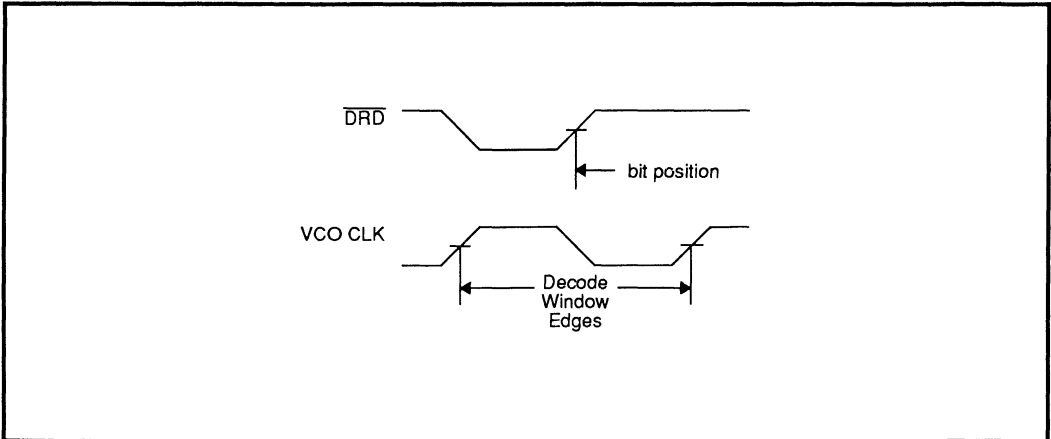 DRD
bit position
VCO CLK
Decode
Window
Edges